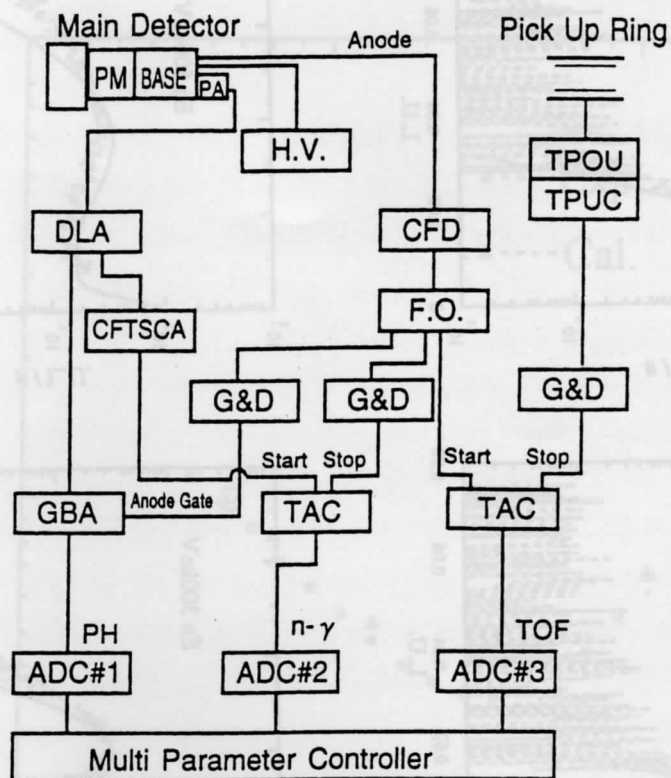 Main Detector
Anode
Pick Up Ring
PM
BASE
PA
H.V.
TPOU
TPUC
DLA
CFD
CFTSCA
F.O.
G&D
G&D
G&D
Start
Stop
Start
Stop
GBA
Anode Gate
TAC
TAC
PH
n-γ
TOF
ADC#1
ADC#2
ADC#3
Multi Parameter Controller
Cal.